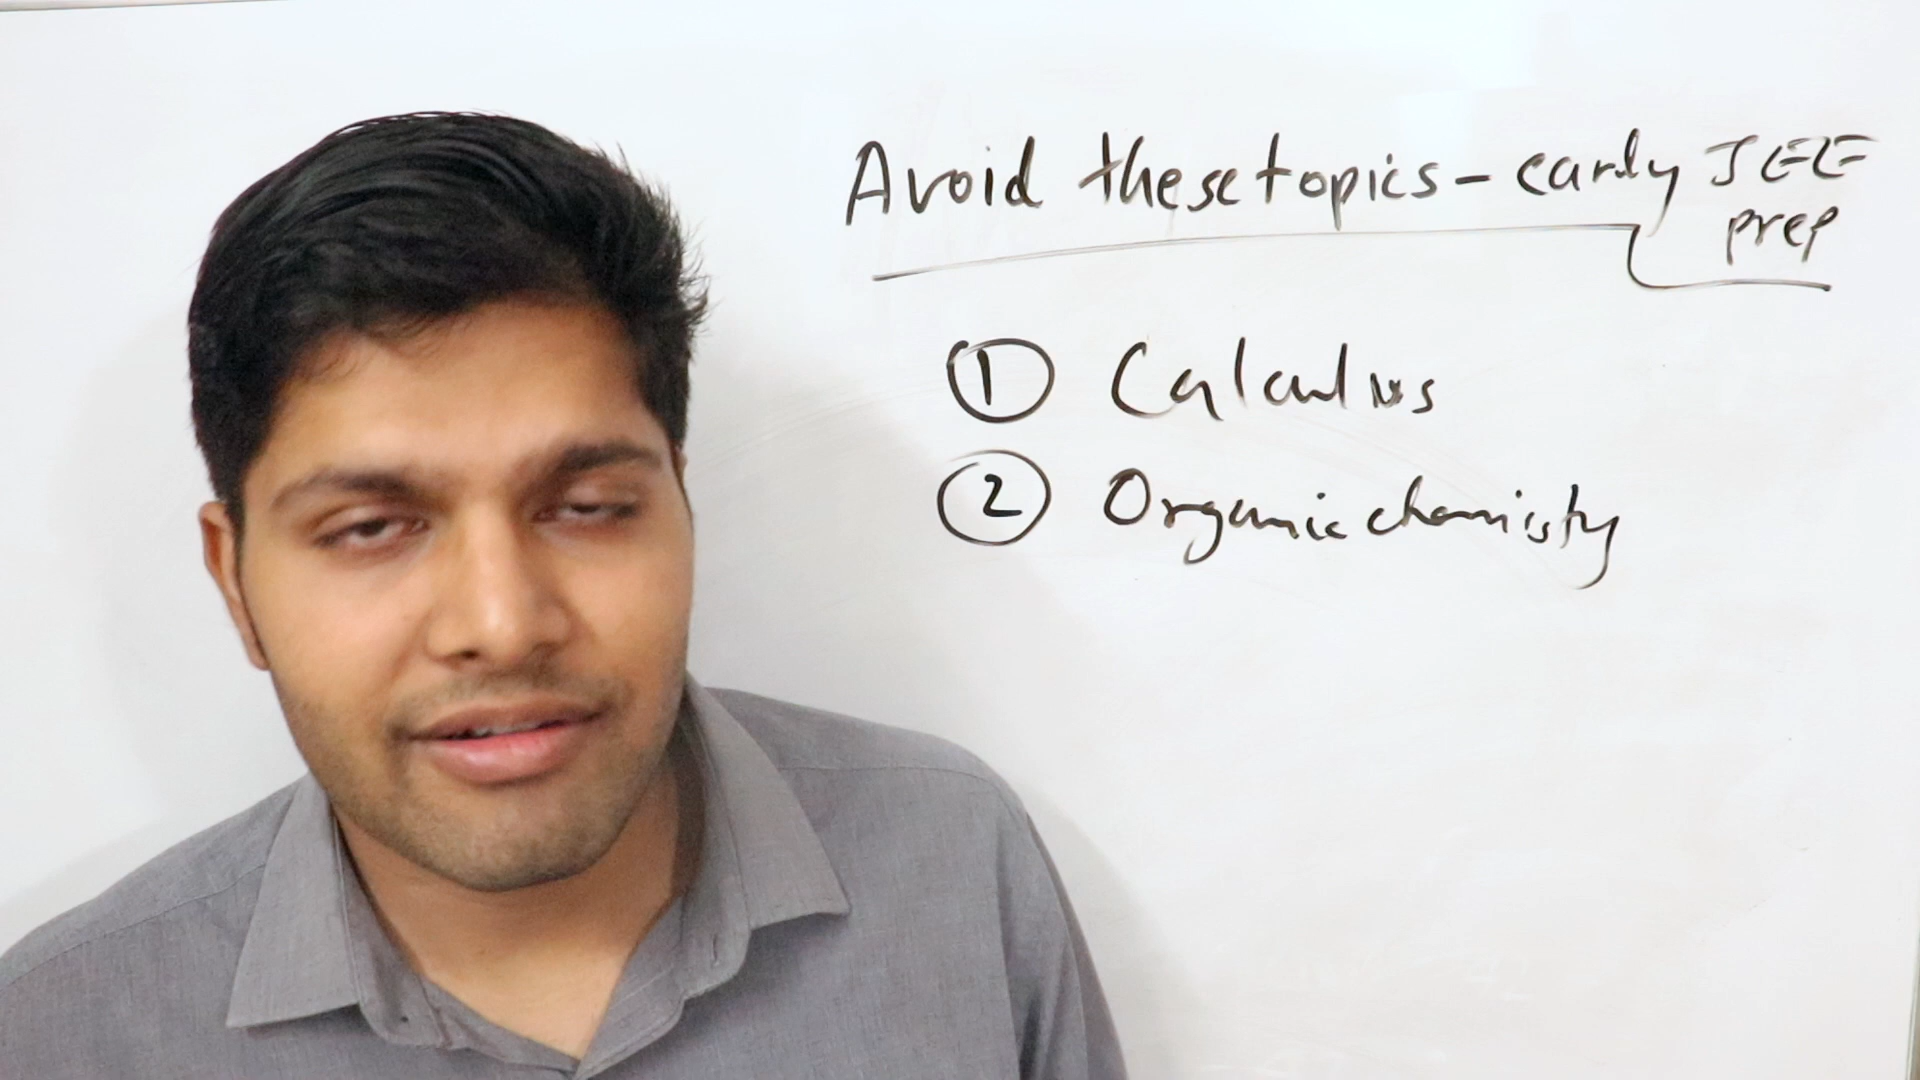 Avoid these topics - early JEE
prep
① Calculus
② Organic chemistry